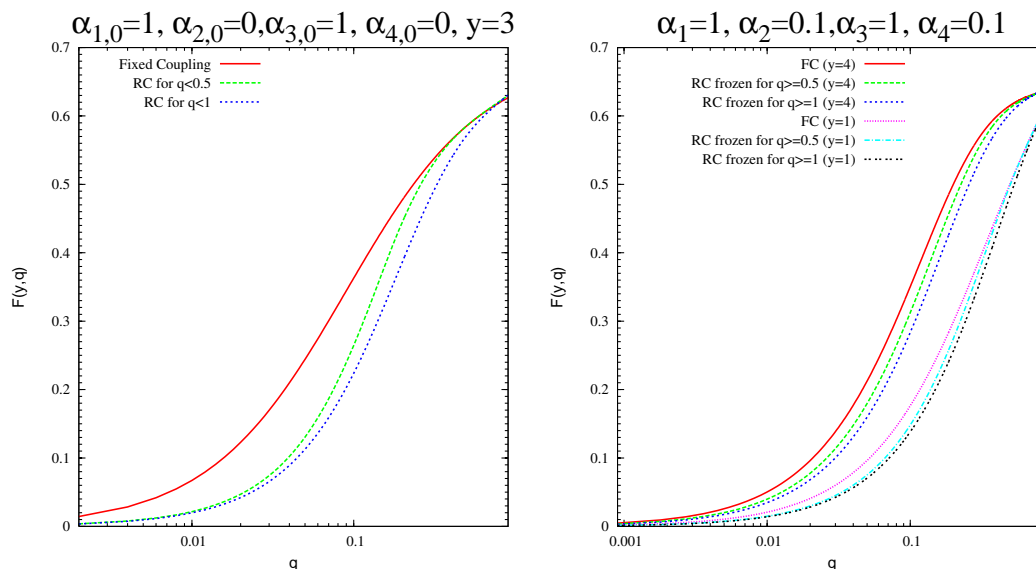 α1,0=1, α2,0=0,α3,0=1, α4,0=0, y=3
0.7
0.6
0.5
0.4
0.3
0.2
0.1
0
F(y,q)
Fixed Coupling
RC for q<0.5
RC for q<1
0.01
0.1
q
α1=1, α2=0.1,α3=1, α4=0.1
0.7
0.6
0.5
0.4
0.3
0.2
0.1
0
F(y,q)
FC (y=4)
RC frozen for q>=0.5 (y=4)
RC frozen for q>=1 (y=4)
FC (y=1)
RC frozen for q>=0.5 (y=1)
RC frozen for q>=1 (y=1)
0.001
0.01
0.1
q